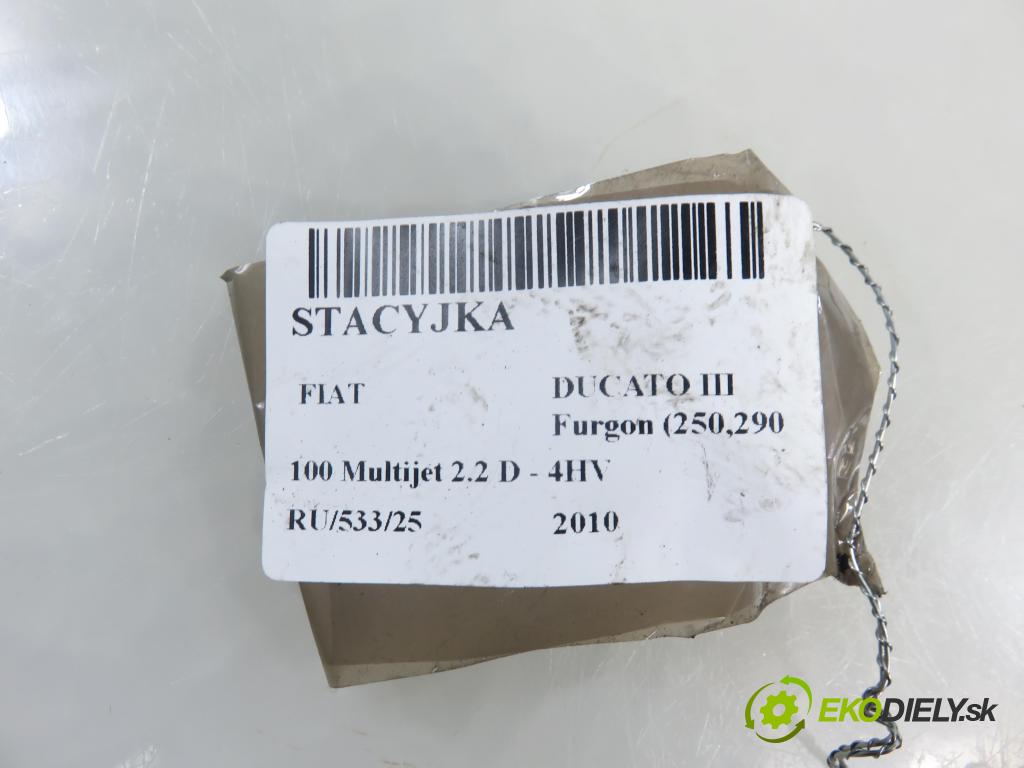 STACYJKA
FIAT DUCATO III
Furgon (250,290
100 Multijet 2.2 D - 4HV
RU/533/25 2010
EKODIELY.sk